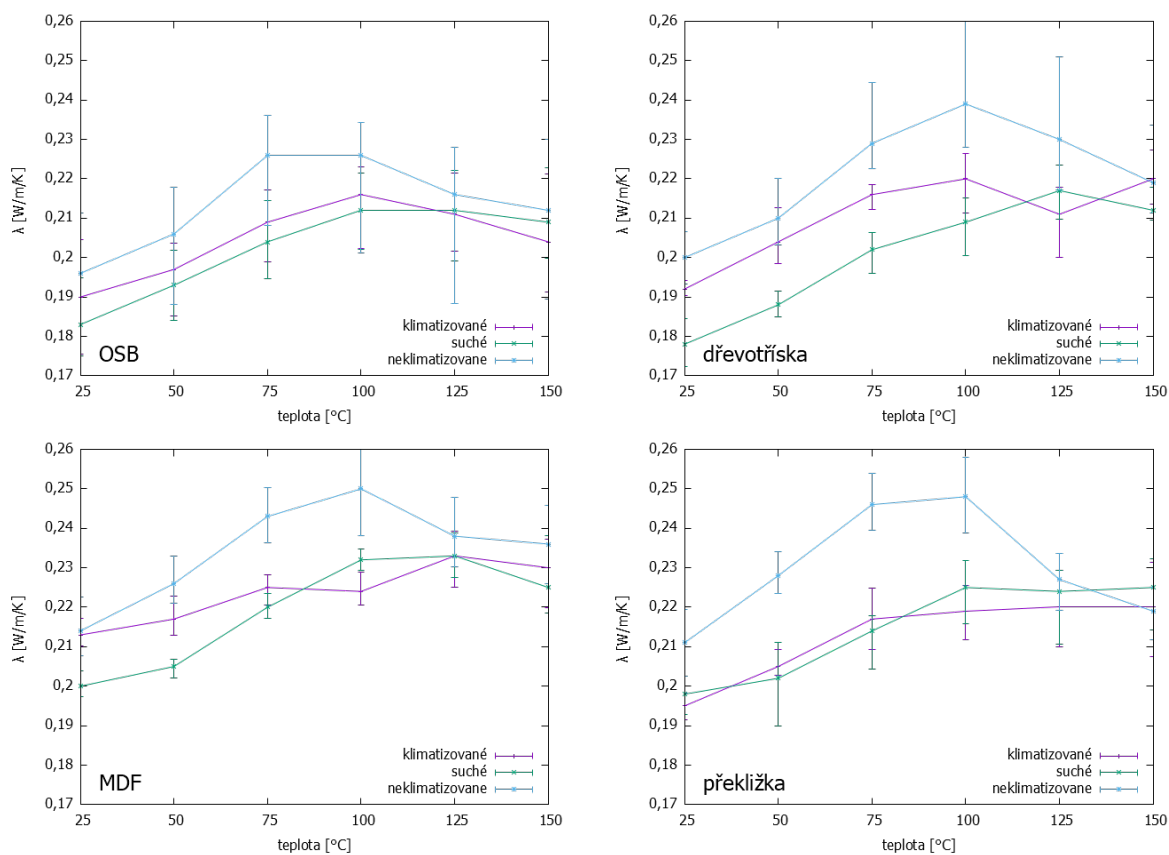 0,26
0,25
0,24
0,23
0,22
0,21
0,2
0,19
0,18
0,17
λ [W/m/K]
klimatizované
suché
neklimatizovane
OSB
25 50 75 100 125 150
teplota [°C]
0,26
0,25
0,24
0,23
0,22
0,21
0,2
0,19
0,18
0,17
λ [W/m/K]
klimatizované
suché
neklimatizovane
dřevotříska
25 50 75 100 125 150
teplota [°C]
0,26
0,25
0,24
0,23
0,22
0,21
0,2
0,19
0,18
0,17
λ [W/m/K]
klimatizované
suché
neklimatizovane
MDF
25 50 75 100 125 150
teplota [°C]
0,26
0,25
0,24
0,23
0,22
0,21
0,2
0,19
0,18
0,17
λ [W/m/K]
klimatizované
suché
neklimatizovane
překližka
25 50 75 100 125 150
teplota [°C]